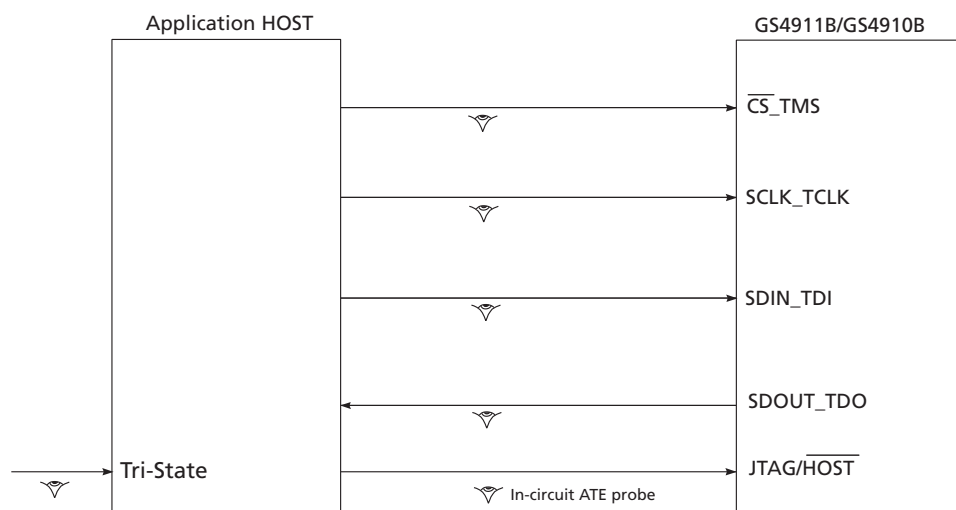 Application HOST
GS4911B/GS4910B
CS_TMS
SCLK_TCLK
SDIN_TDI
SDOUT_TDO
Tri-State
JTAG/HOST
In-circuit ATE probe